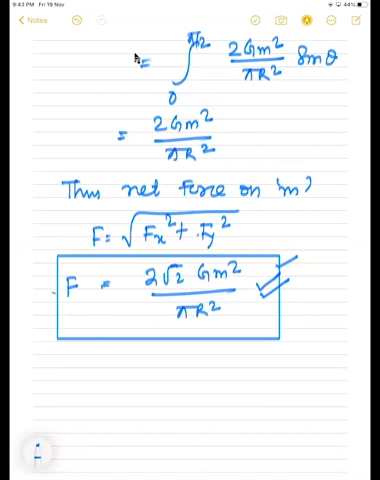 9:43 PM Fri 19 Nov 44%
Notes
= ∫₀^(π/2) 2Gm²/πR² Sinθ
= 2Gm²/πR²
Thus net Force on 'm'
F = √(Fx² + Fy²)
F = 2√2 Gm²/πR²